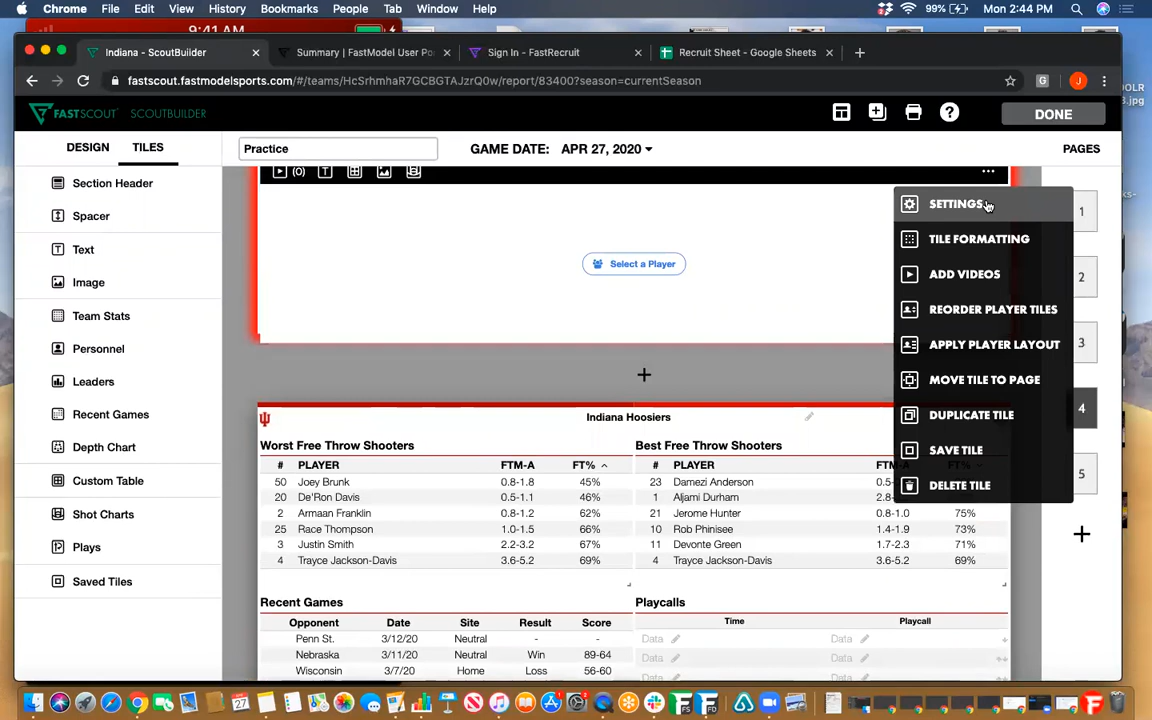 Chrome File Edit View History Bookmarks People Tab Window Help 99% Mon 2:44 PM
9:41 AM
Indiana - ScoutBuilder Summary | FastModel User Po Sign In - FastRecruit Recruit Sheet - Google Sheets
fastscout.fastmodelsports.com/#/teams/HcSrhmhaR7GCBGTAJzrQ0w/report/83400?season=currentSeason G J
3.jpg
FASTSCOUT SCOUTBUILDER DONE
DESIGN TILES Practice GAME DATE: APR 27, 2020 PAGES
(0)
Section Header
Spacer
Text
Image
Team Stats
Personnel
Leaders
Recent Games
Depth Chart
Custom Table
Shot Charts
Plays
Saved Tiles
Select a Player
SETTINGS
TILE FORMATTING
ADD VIDEOS
REORDER PLAYER TILES
APPLY PLAYER LAYOUT
MOVE TILE TO PAGE
DUPLICATE TILE
SAVE TILE
DELETE TILE
1
2
3
4
5
Indiana Hoosiers
Worst Free Throw Shooters
# PLAYER FTM-A FT%
50 Joey Brunk 0.8-1.8 45%
20 De'Ron Davis 0.5-1.1 46%
2 Armaan Franklin 0.8-1.2 62%
25 Race Thompson 1.0-1.5 66%
3 Justin Smith 2.2-3.2 67%
4 Trayce Jackson-Davis 3.6-5.2 69%
Best Free Throw Shooters
# PLAYER
23 Damezi Anderson 0.5-
1 Aljami Durham 2.8-
21 Jerome Hunter 0.8-1.0 75%
10 Rob Phinisee 1.4-1.9 73%
11 Devonte Green 1.7-2.3 71%
4 Trayce Jackson-Davis 3.6-5.2 69%
Recent Games
Opponent Date Site Result Score
Penn St. 3/12/20 Neutral - -
Nebraska 3/11/20 Neutral Win 89-64
Wisconsin 3/7/20 Home Loss 56-60
Playcalls
Time Playcall
Data Data
Data Data